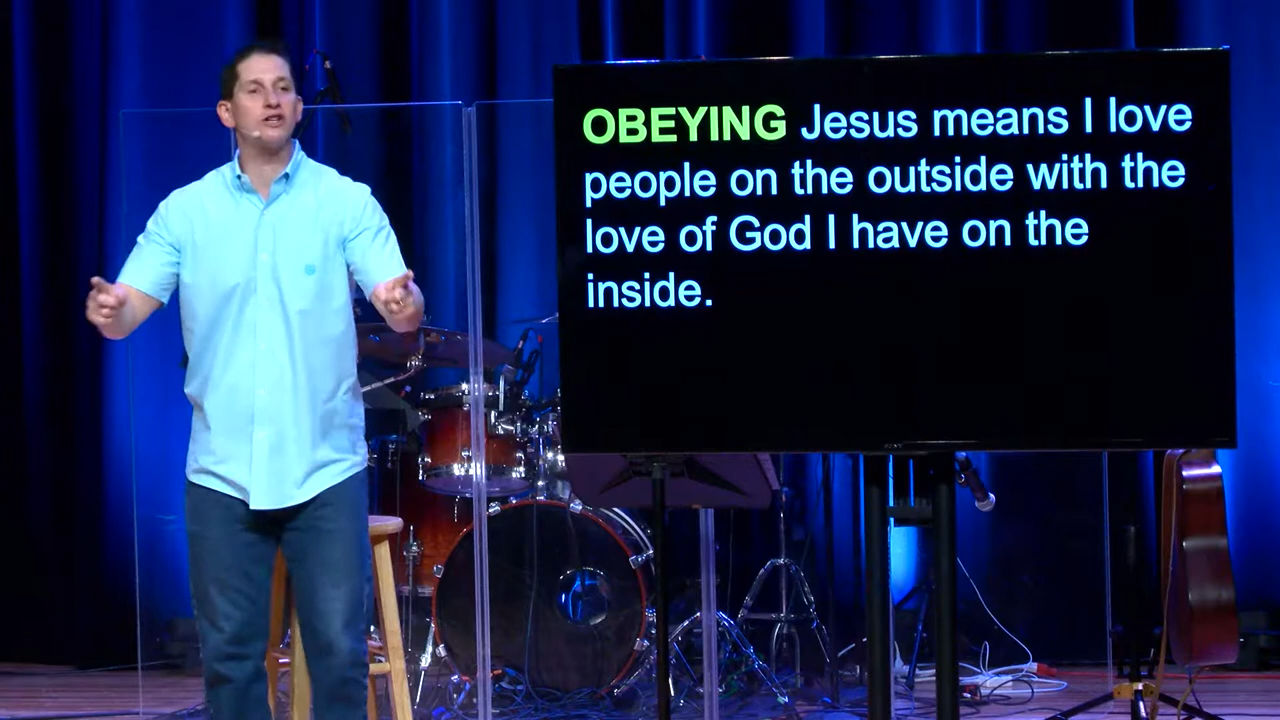 OBEYING Jesus means I love
people on the outside with the
love of God I have on the
inside.